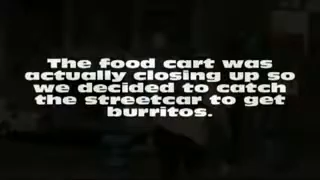 The food cart was
actually closing up so
we decided to catch
the streetcar to get
burritos.